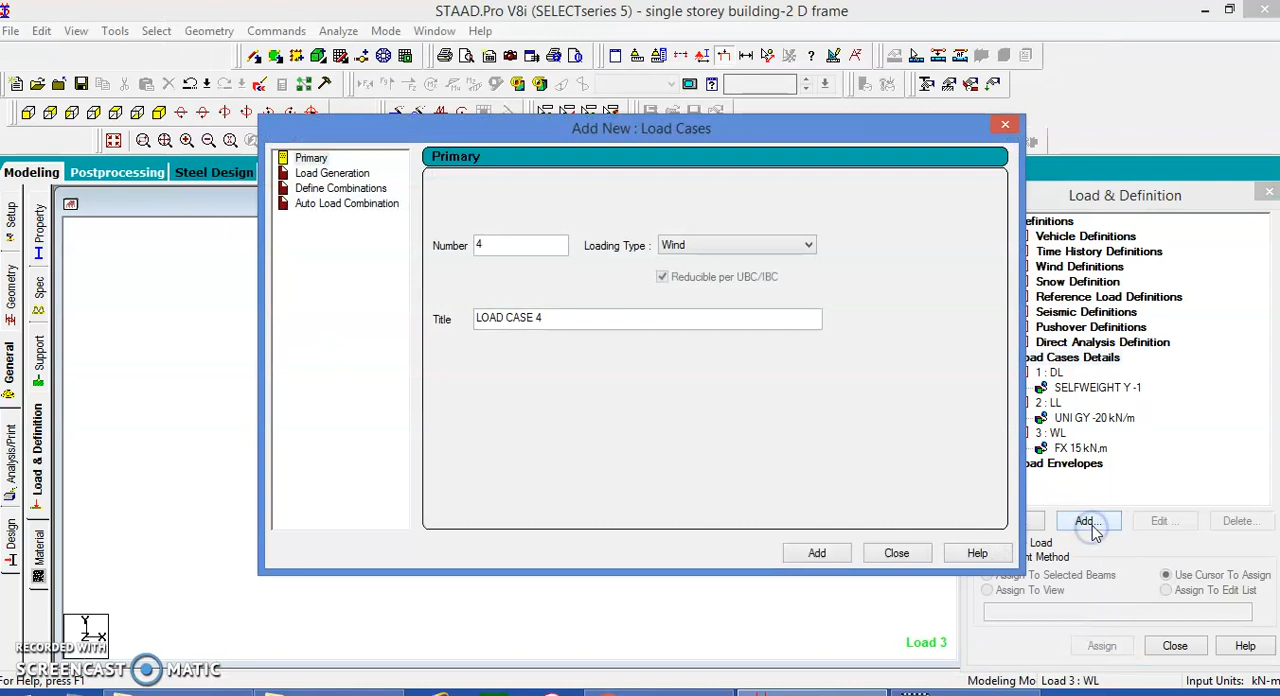 STAAD.Pro V8i (SELECTseries 5) - single storey building-2 D frame
File Edit View Tools Select Geometry Commands Analyze Mode Window Help
Add New : Load Cases
Modeling Postprocessing Steel Design
Setup
Geometry
General
Analysis/Print
Design
Property
Spec
Support
Load & Definition
Material
Primary
Load Generation
Define Combinations
Auto Load Combination
Primary
Number 4 Loading Type : Wind
Reducible per UBC/IBC
Title LOAD CASE 4
Add Close Help
Load & Definition
finitions
Vehicle Definitions
Time History Definitions
Wind Definitions
Snow Definition
Reference Load Definitions
Seismic Definitions
Pushover Definitions
Direct Analysis Definition
oad Cases Details
1 : DL
SELFWEIGHT Y -1
2 : LL
UNI GY -20 kN/m
3 : WL
FX 15 kN,m
oad Envelopes
Add... Edit ... Delete...
Load
nt Method
Assign To Selected Beams Use Cursor To Assign
Assign To View Assign To Edit List
Assign Close Help
Y
Z X
Load 3
RECORDED WITH
SCREENCAST MATIC
For Help, press F1 Modeling Mo Load 3 : WL Input Units: kN-m